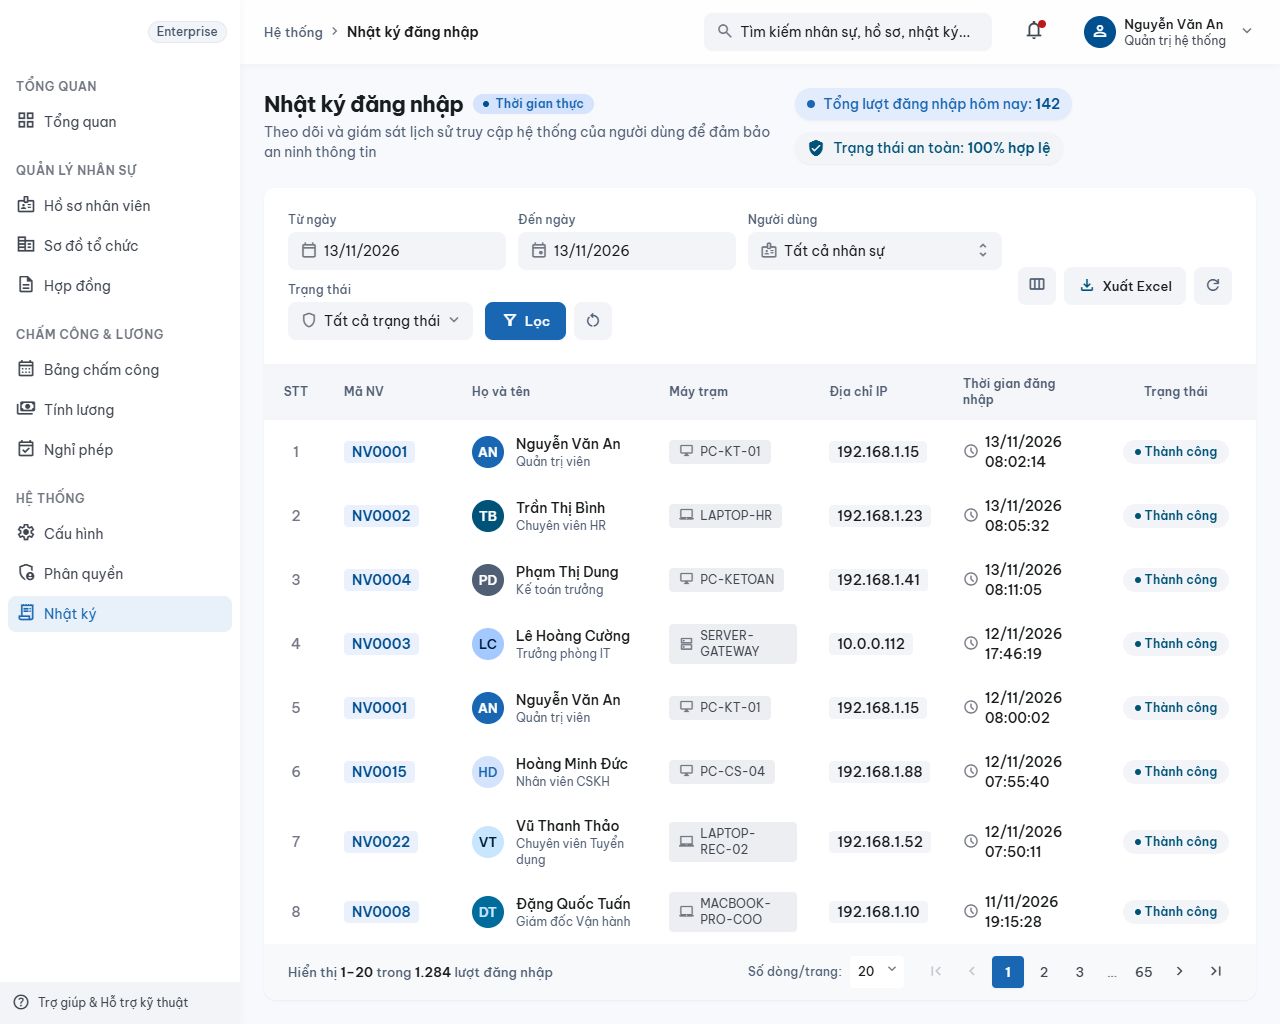 Enterprise
TỔNG QUAN
Tổng quan
QUẢN LÝ NHÂN SỰ
Hồ sơ nhân viên
Sơ đồ tổ chức
Hợp đồng
CHẤM CÔNG & LƯƠNG
Bảng chấm công
Tính lương
Nghỉ phép
HỆ THỐNG
Cấu hình
Phân quyền
Nhật ký
Trợ giúp & Hỗ trợ kỹ thuật
Hệ thống > Nhật ký đăng nhập
Tìm kiếm nhân sự, hồ sơ, nhật ký...
Nguyễn Văn An
Quản trị hệ thống
Nhật ký đăng nhập
Thời gian thực
Theo dõi và giám sát lịch sử truy cập hệ thống của người dùng để đảm bảo
an ninh thông tin
Tổng lượt đăng nhập hôm nay: 142
Trạng thái an toàn: 100% hợp lệ
Từ ngày
13/11/2026
Đến ngày
13/11/2026
Người dùng
Tất cả nhân sự
Trạng thái
Tất cả trạng thái
Lọc
Xuất Excel
STT Mã NV Họ và tên Máy trạm Địa chỉ IP Thời gian đăng nhập Trạng thái
1 NV0001 AN Nguyễn Văn An PC-KT-01 192.168.1.15 13/11/2026 Thành công
Quản trị viên 08:02:14
2 NV0002 TB Trần Thị Bình LAPTOP-HR 192.168.1.23 13/11/2026 Thành công
Chuyên viên HR 08:05:32
3 NV0004 PD Phạm Thị Dung PC-KETOAN 192.168.1.41 13/11/2026 Thành công
Kế toán trưởng 08:11:05
4 NV0003 LC Lê Hoàng Cường SERVER- 10.0.0.112 12/11/2026 Thành công
Trưởng phòng IT GATEWAY 17:46:19
5 NV0001 AN Nguyễn Văn An PC-KT-01 192.168.1.15 12/11/2026 Thành công
Quản trị viên 08:00:02
6 NV0015 HD Hoàng Minh Đức PC-CS-04 192.168.1.88 12/11/2026 Thành công
Nhân viên CSKH 07:55:40
7 NV0022 VT Vũ Thanh Thảo LAPTOP- 192.168.1.52 12/11/2026 Thành công
Chuyên viên Tuyển REC-02 07:50:11
dụng
8 NV0008 DT Đặng Quốc Tuấn MACBOOK- 192.168.1.10 11/11/2026 Thành công
Giám đốc Vận hành PRO-COO 19:15:28
Hiển thị 1–20 trong 1.284 lượt đăng nhập
Số dòng/trang: 20
1 2 3 ... 65